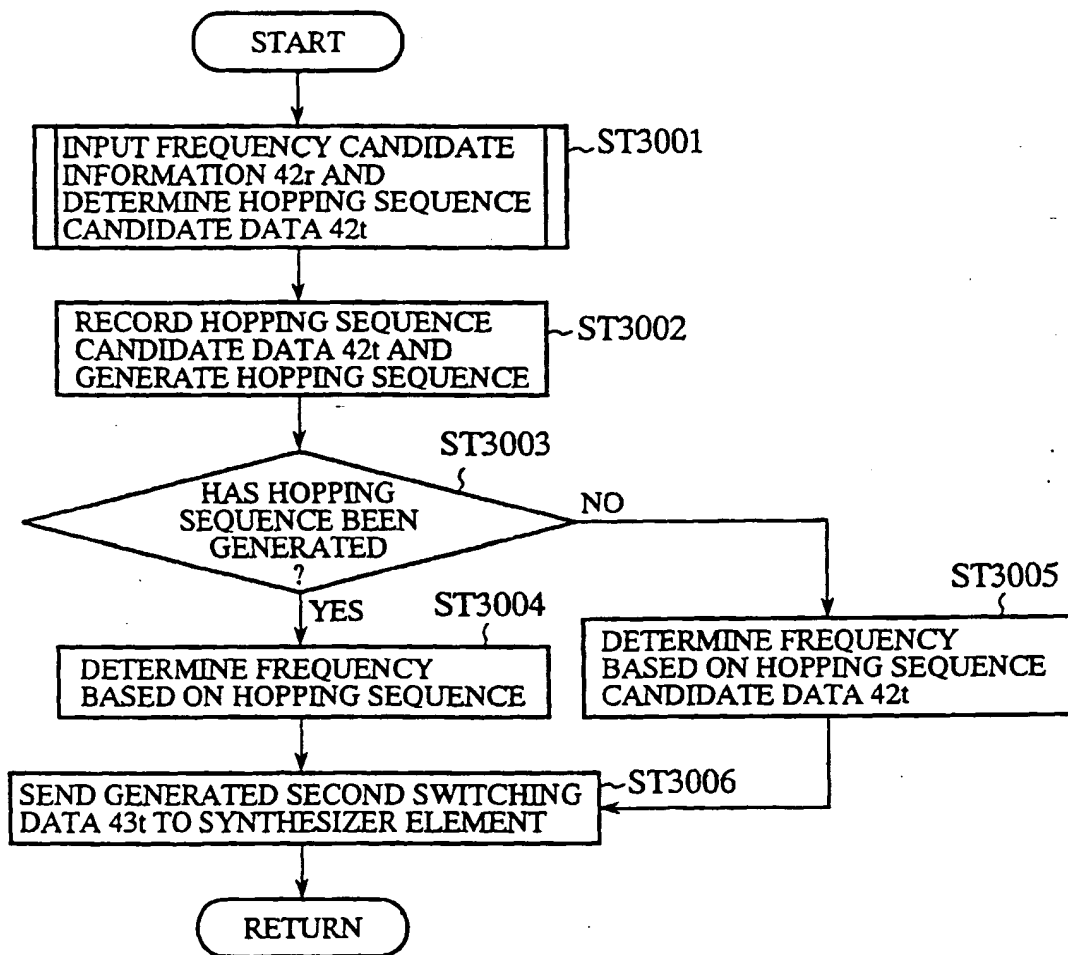 START
INPUT FREQUENCY CANDIDATE
INFORMATION 42r AND
DETERMINE HOPPING SEQUENCE
CANDIDATE DATA 42t
ST3001
RECORD HOPPING SEQUENCE
CANDIDATE DATA 42t AND
GENERATE HOPPING SEQUENCE
ST3002
ST3003
HAS HOPPING
SEQUENCE BEEN
GENERATED
?
NO
YES
ST3004
DETERMINE FREQUENCY
BASED ON HOPPING SEQUENCE
ST3005
DETERMINE FREQUENCY
BASED ON HOPPING SEQUENCE
CANDIDATE DATA 42t
SEND GENERATED SECOND SWITCHING
DATA 43t TO SYNTHESIZER ELEMENT
ST3006
RETURN